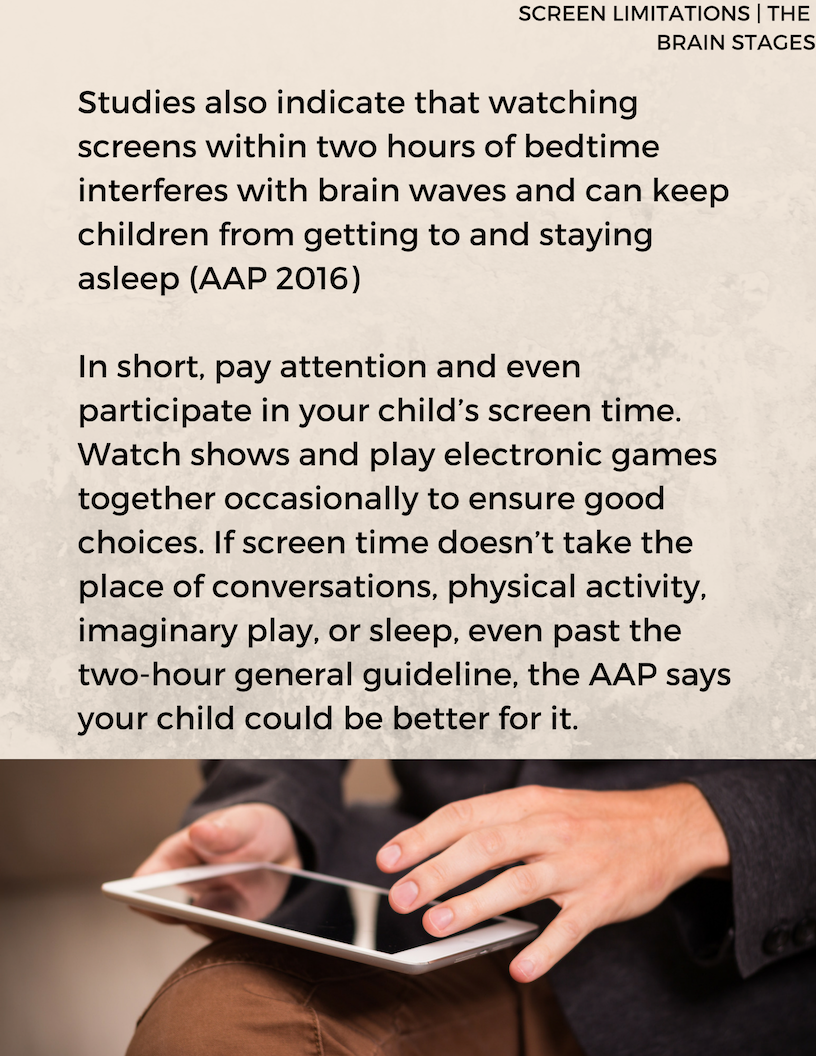 SCREEN LIMITATIONS | THE
BRAIN STAGES
Studies also indicate that watching
screens within two hours of bedtime
interferes with brain waves and can keep
children from getting to and staying
asleep (AAP 2016)
In short, pay attention and even
participate in your child’s screen time.
Watch shows and play electronic games
together occasionally to ensure good
choices. If screen time doesn’t take the
place of conversations, physical activity,
imaginary play, or sleep, even past the
two-hour general guideline, the AAP says
your child could be better for it.